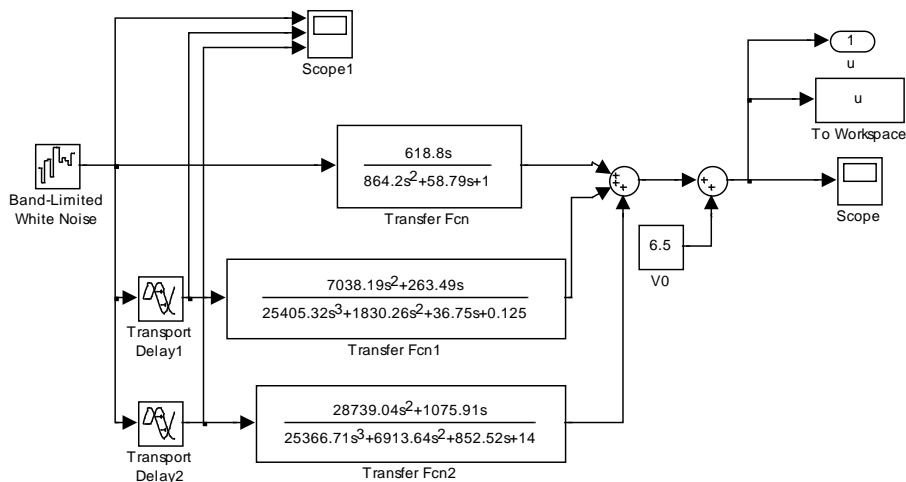 Scope1
1
u
u
To Workspace
Band-Limited
White Noise
618.8s
864.2s²+58.79s+1
Transfer Fcn
+
+
+
+
+
Scope
6.5
V0
Transport
Delay1
7038.19s²+263.49s
25405.32s³+1830.26s²+36.75s+0.125
Transfer Fcn1
Transport
Delay2
28739.04s²+1075.91s
25366.71s³+6913.64s²+852.52s+14
Transfer Fcn2